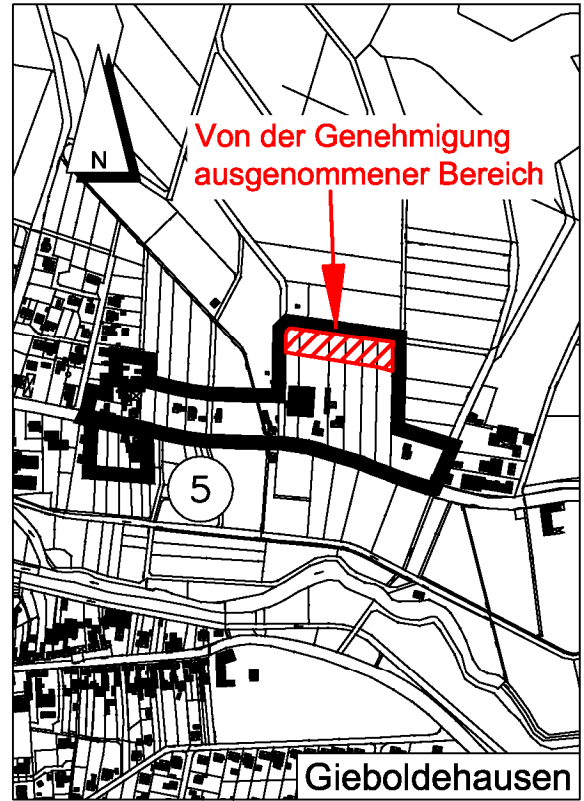 Von der Genehmigung
ausgenommener Bereich
N
5
Gieboldehausen